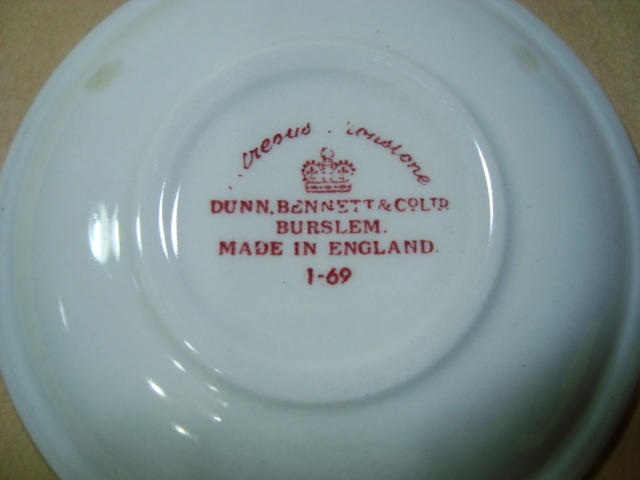 DUNN, BENNETT & CO LTD
BURSLEM.
MADE IN ENGLAND.
1-69